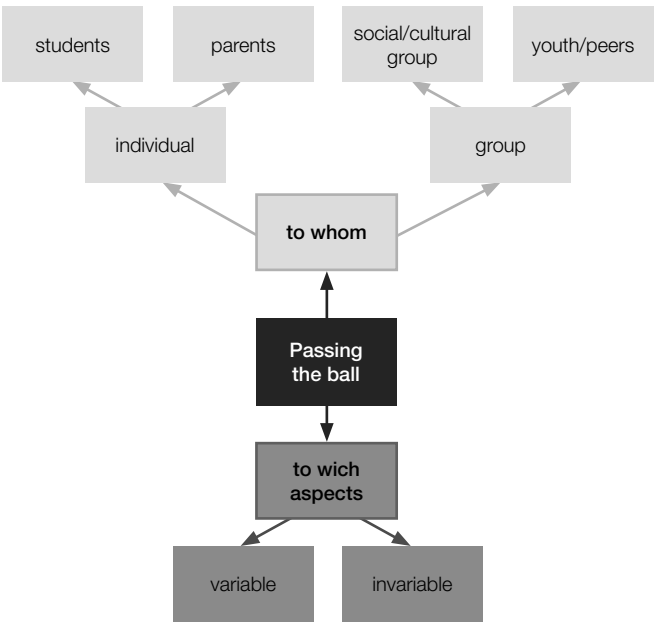 students
parents
social/cultural
group
youth/peers
individual
group
to whom
Passing
the ball
to wich
aspects
variable
invariable